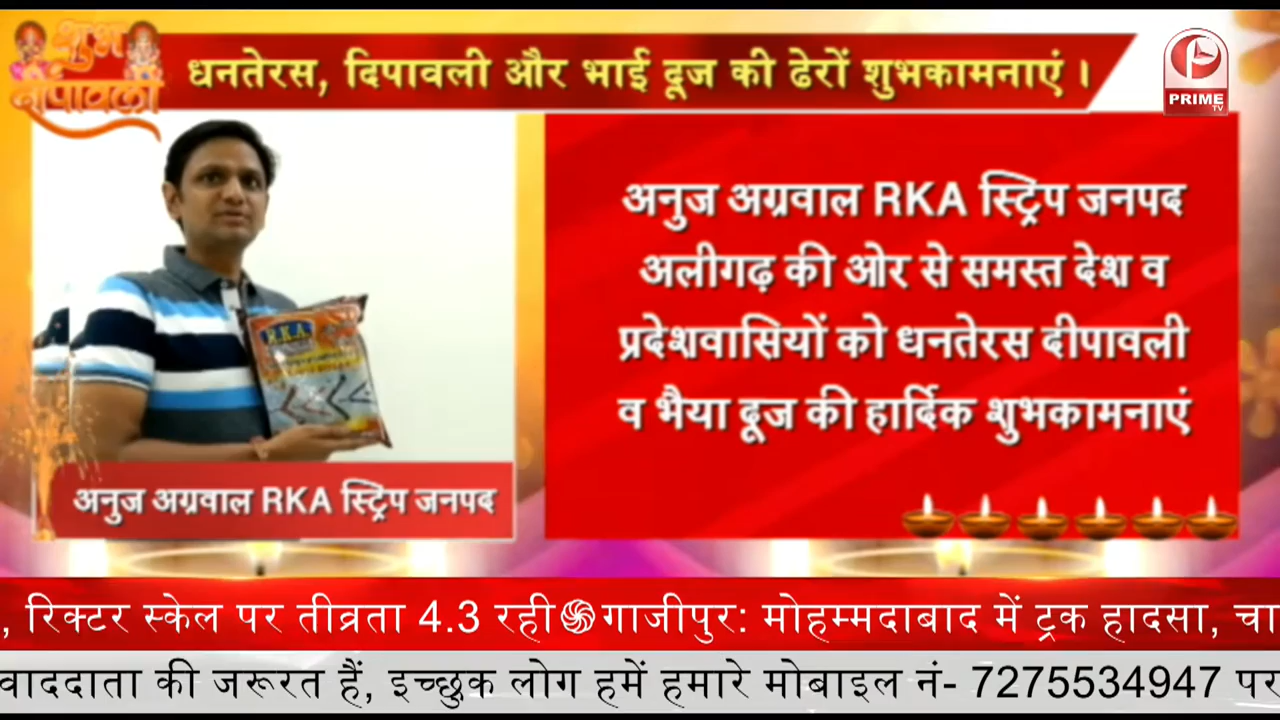 शुभ
दीपावली
धनतेरस, दिपावली और भाई दूज की ढेरों शुभकामनाएं ।
PRIME
TV
अनुज अग्रवाल RKA स्ट्रिप जनपद
अलीगढ़ की ओर से समस्त देश व
प्रदेशवासियों को धनतेरस दीपावली
व भैया दूज की हार्दिक शुभकामनाएं
R.K.A
अनुज अग्रवाल RKA स्ट्रिप जनपद
, रिक्टर स्केल पर तीव्रता 4.3 रही֍गाजीपुर: मोहम्मदाबाद में ट्रक हादसा, चा
वाददाता की जरूरत हैं, इच्छुक लोग हमें हमारे मोबाइल नं- 7275534947 पर